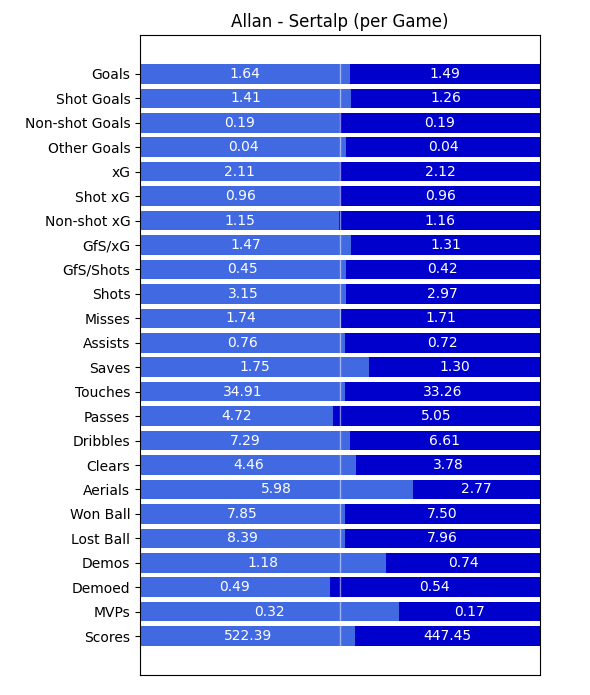 Allan - Sertalp (per Game)
Goals 1.64 1.49
Shot Goals 1.41 1.26
Non-shot Goals 0.19 0.19
Other Goals 0.04 0.04
xG 2.11 2.12
Shot xG 0.96 0.96
Non-shot xG 1.15 1.16
GfS/xG 1.47 1.31
GfS/Shots 0.45 0.42
Shots 3.15 2.97
Misses 1.74 1.71
Assists 0.76 0.72
Saves 1.75 1.30
Touches 34.91 33.26
Passes 4.72 5.05
Dribbles 7.29 6.61
Clears 4.46 3.78
Aerials 5.98 2.77
Won Ball 7.85 7.50
Lost Ball 8.39 7.96
Demos 1.18 0.74
Demoed 0.49 0.54
MVPs 0.32 0.17
Scores 522.39 447.45